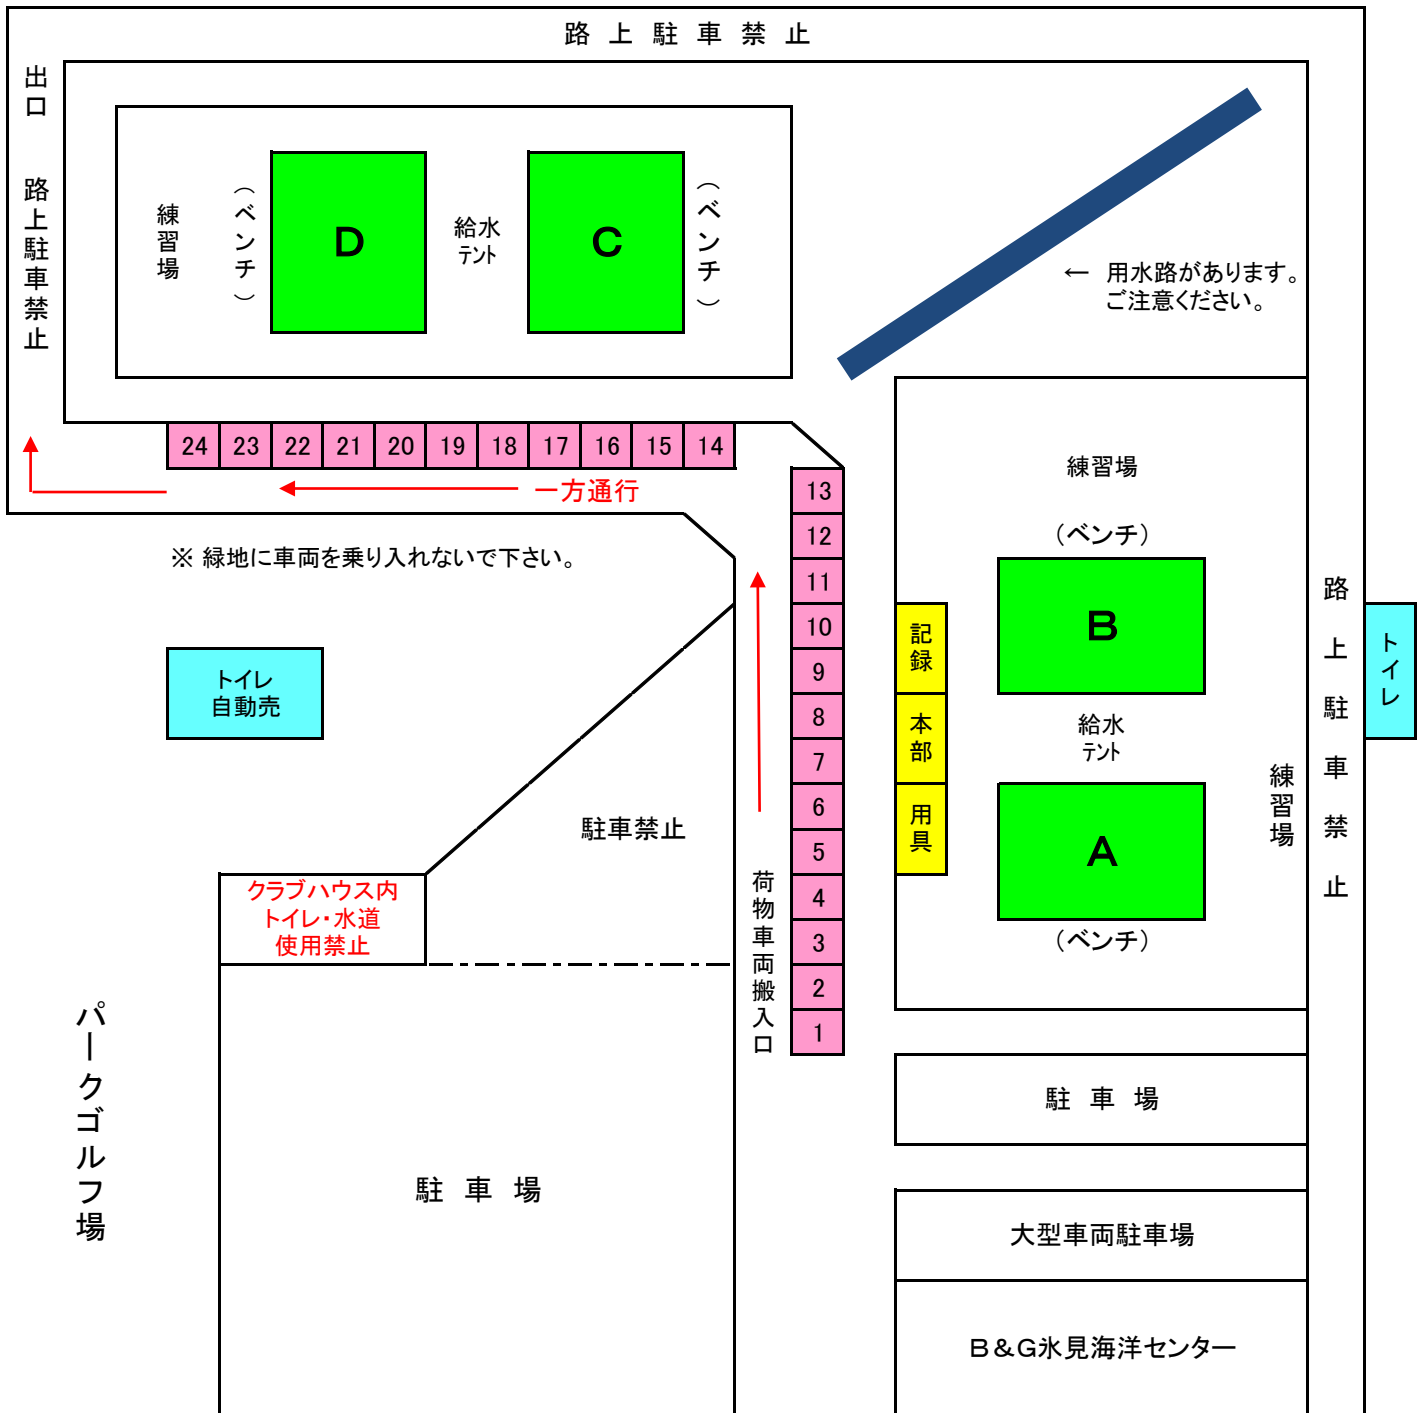 路上駐車禁止
出口
路上駐車禁止
練習場
（ベンチ）
D
給水
テント
C
（ベンチ）
← 用水路があります。
ご注意ください。
24 23 22 21 20 19 18 17 16 15 14
一方通行
13
12
11
10
9
8
7
6
5
4
3
2
1
練習場
（ベンチ）
B
給水
テント
A
（ベンチ）
練習場
記録
本部
用具
路上駐車禁止
トイレ
※ 緑地に車両を乗り入れないで下さい。
トイレ
自動売
駐車禁止
クラブハウス内
トイレ・水道
使用禁止
荷物車両搬入口
パークゴルフ場
駐車場
駐車場
大型車両駐車場
B&G氷見海洋センター